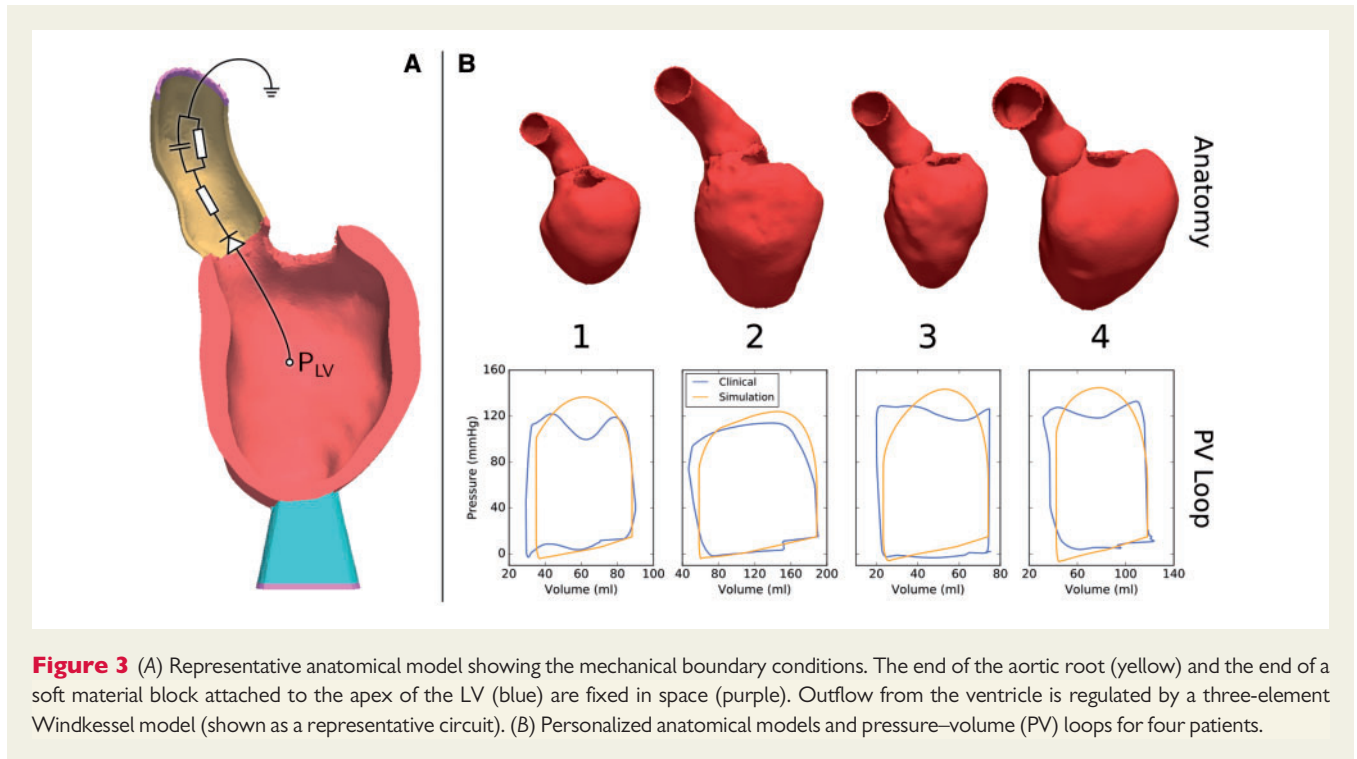 A
B
P_LV
Anatomy
1
2
3
4
160
120
80
40
0
Pressure (mmHg)
Clinical
Simulation
20 40 60 80 100
40 80 120 160 200
20 40 60 80
20 60 100 140
Volume (ml)
Volume (ml)
Volume (ml)
Volume (ml)
PV Loop
Figure 3 (A) Representative anatomical model showing the mechanical boundary conditions. The end of the aortic root (yellow) and the end of a
soft material block attached to the apex of the LV (blue) are fixed in space (purple). Outflow from the ventricle is regulated by a three-element
Windkessel model (shown as a representative circuit). (B) Personalized anatomical models and pressure–volume (PV) loops for four patients.